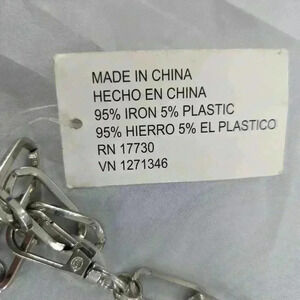 MADE IN CHINA
HECHO EN CHINA
95% IRON 5% PLASTIC
95% HIERRO 5% EL PLASTICO
RN 17730
VN 1271346